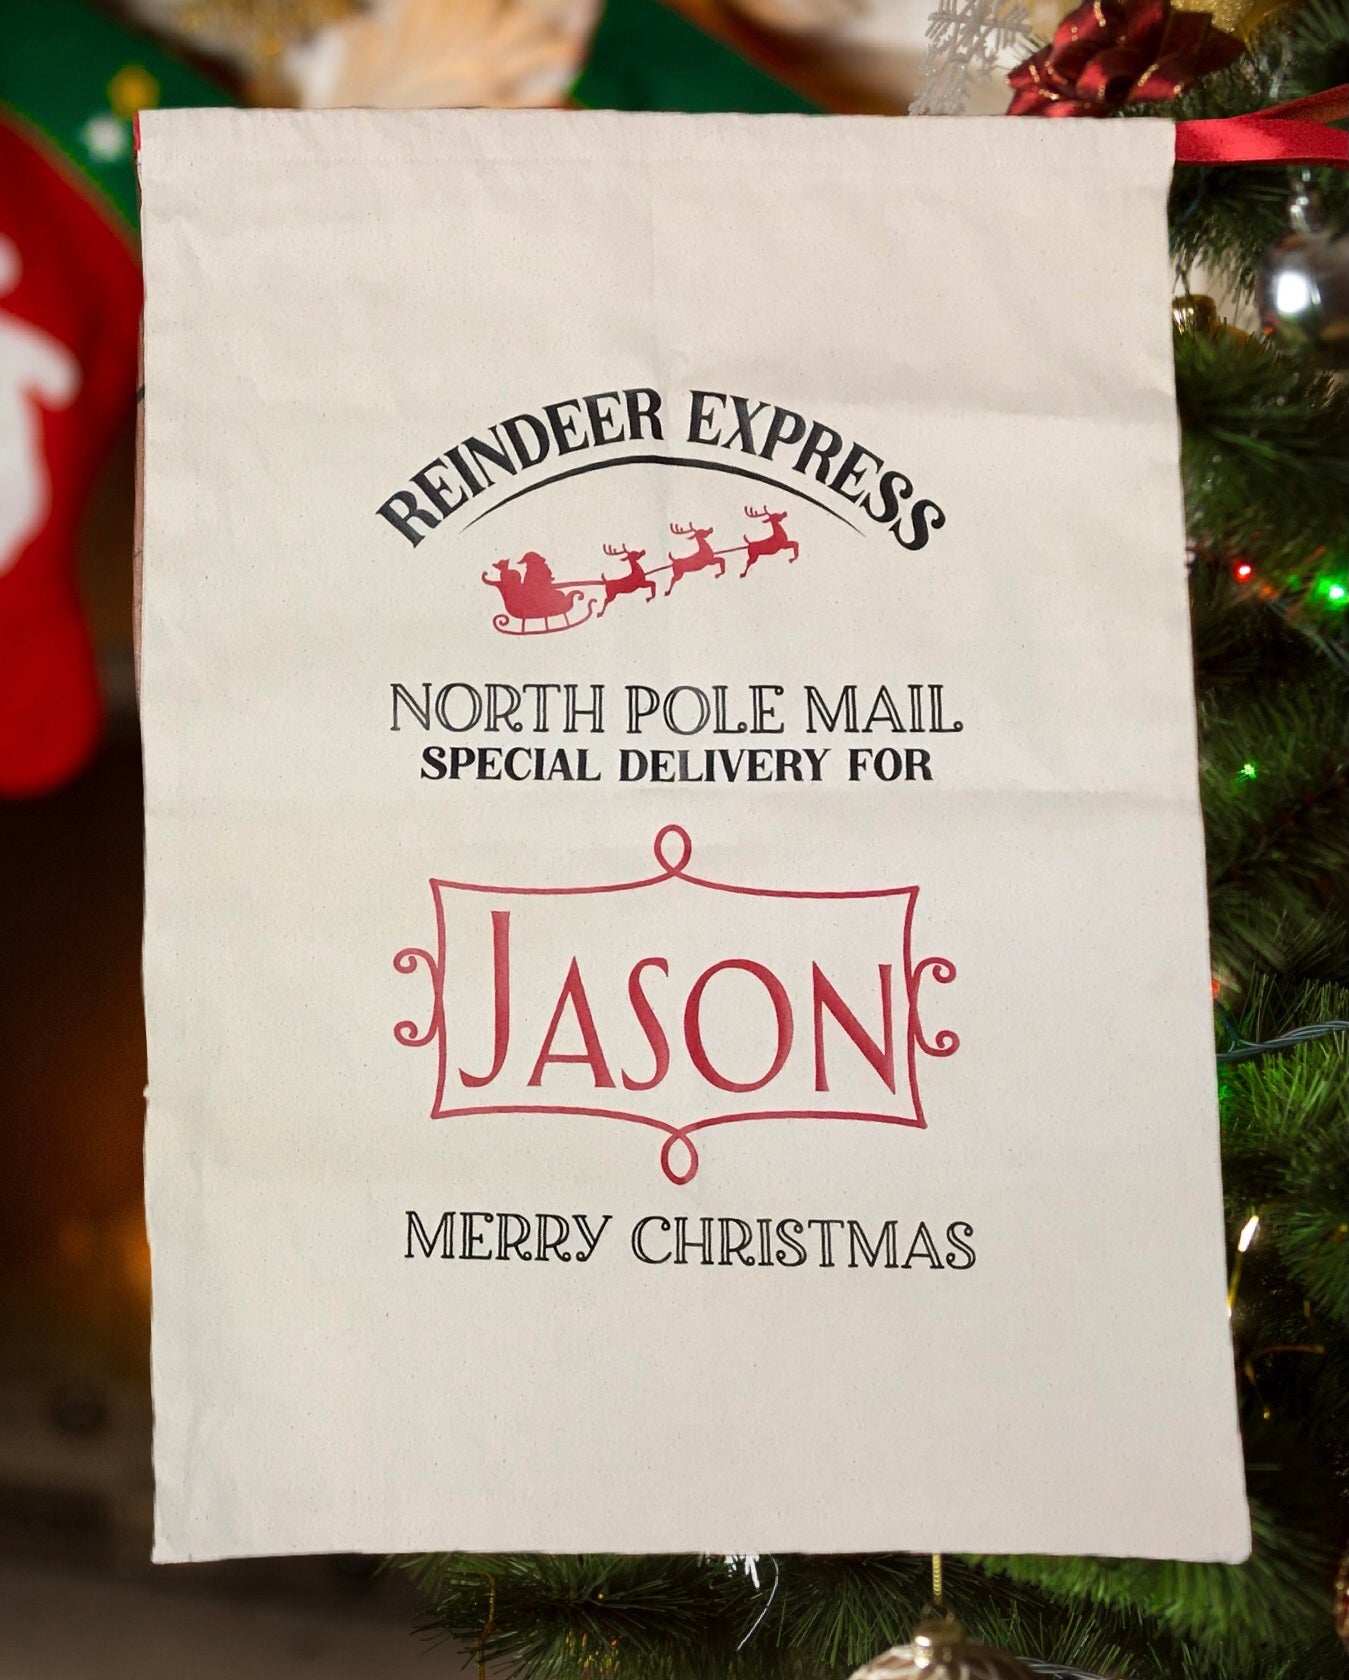 REINDEER EXPRESS
NORTH POLE MAIL
SPECIAL DELIVERY FOR
JASON
MERRY CHRISTMAS